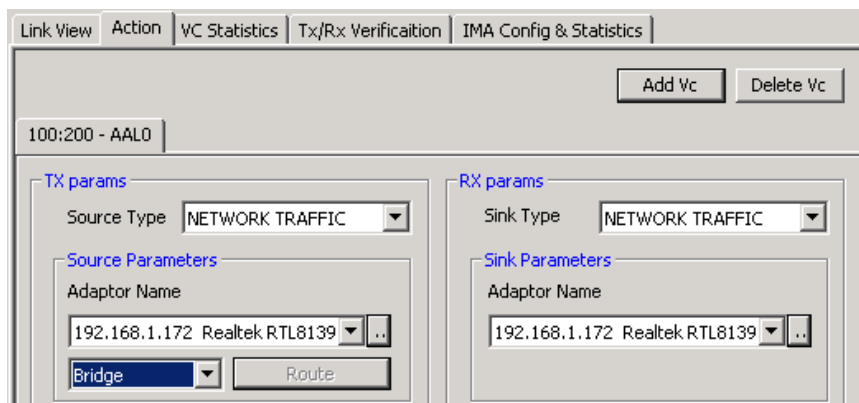 Link View Action VC Statistics Tx/Rx Verificaition IMA Config & Statistics
Add Vc Delete Vc
100:200 - AAL0
TX params RX params
Source Type NETWORK TRAFFIC Sink Type NETWORK TRAFFIC
Source Parameters Sink Parameters
Adaptor Name Adaptor Name
192.168.1.172 Realtek RTL8139 .. 192.168.1.172 Realtek RTL8139 ..
Bridge Route